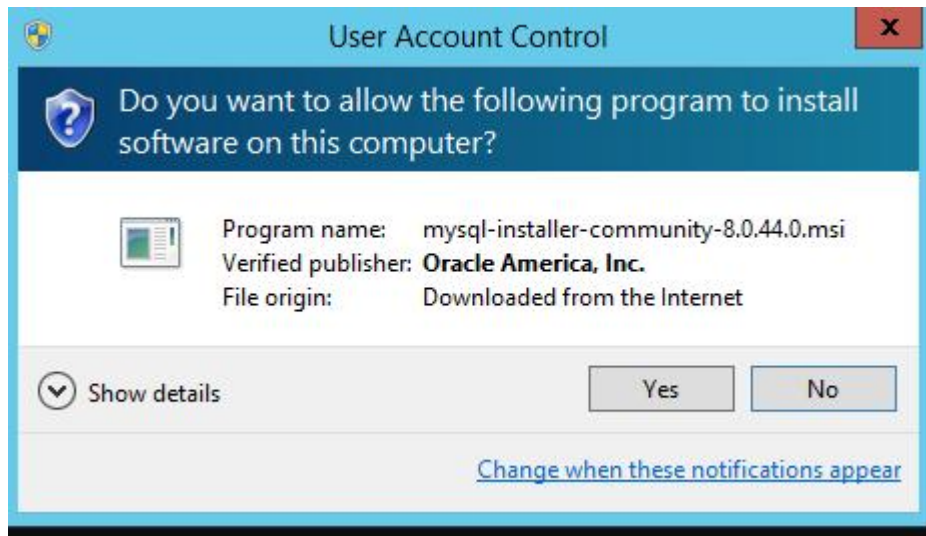 User Account Control
Do you want to allow the following program to install
software on this computer?
Program name: mysql-installer-community-8.0.44.0.msi
Verified publisher: Oracle America, Inc.
File origin: Downloaded from the Internet
Show details
Yes
No
Change when these notifications appear